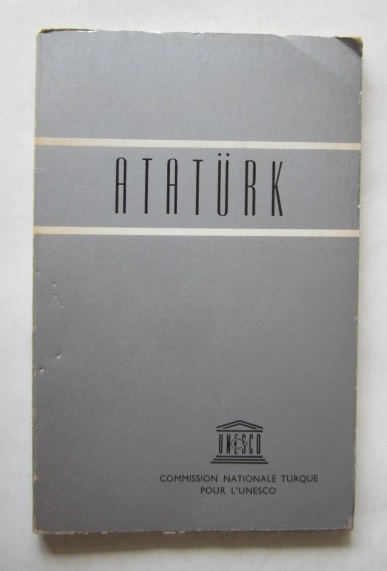 ATATÜRK
UNESCO
COMMISSION NATIONALE TURQUE
POUR L'UNESCO